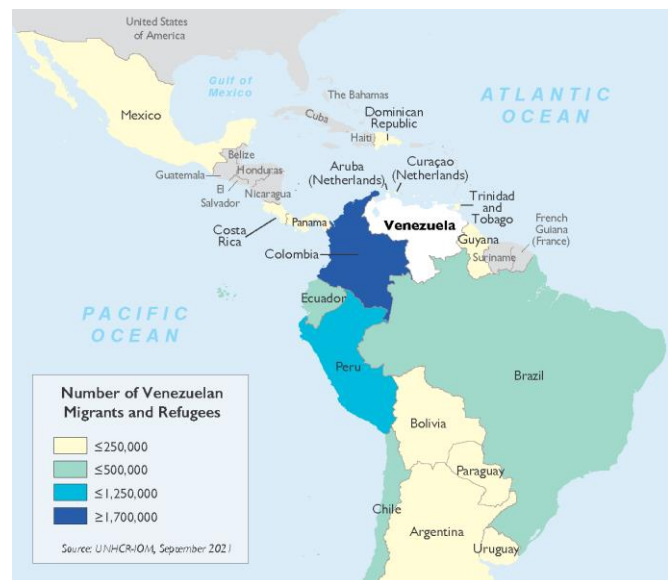 United States
of America
Gulf of
Mexico
The Bahamas
ATLANTIC
OCEAN
Mexico
Cuba
Dominican
Republic
Haiti
Belize
Honduras
Guatemala
El
Salvador
Nicaragua
Aruba
(Netherlands)
Curaçao
(Netherlands)
Trinidad
and
Tobago
Costa
Rica
Panama
Venezuela
Guyana
French
Guiana
(France)
Suriname
Colombia
PACIFIC
OCEAN
Ecuador
Peru
Brazil
Bolivia
Paraguay
Chile
Argentina
Uruguay
Number of Venezuelan
Migrants and Refugees
≤250,000
≤500,000
≤1,250,000
≥1,700,000
Source: UNHCR-IOM, September 2021